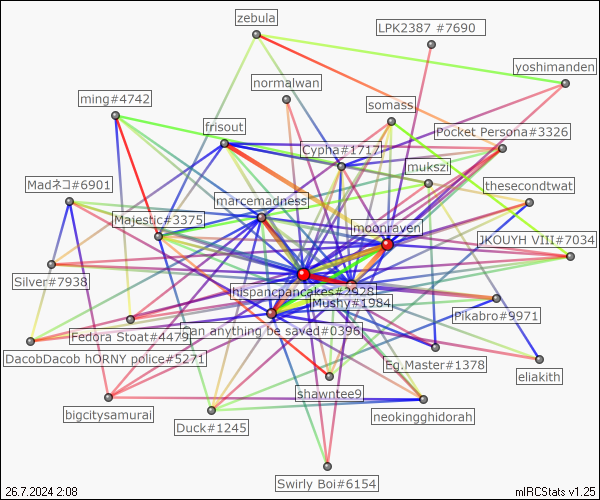 zebula
LPK2387 #7690
yoshimanden
normalwan
ming#4742
somass
frisout
Pocket Persona#3326
Cypha#1717
mukszi
Madネコ#6901
thesecondtwat
marcemadness
Majestic#3375
moonraven
JKOUYH VIII#7034
Silver#7938
hispancpancakes#2928
Mushy#1984
Pikabro#9971
can anything be saved#0396
Fedora Stoat#4479
DacobDacob hORNY police#5271
Eg.Master#1378
eliakith
shawntee9
bigcitysamurai
neokingghidorah
Duck#1245
Swirly Boi#6154
26.7.2024 2:08
mIRCStats v1.25